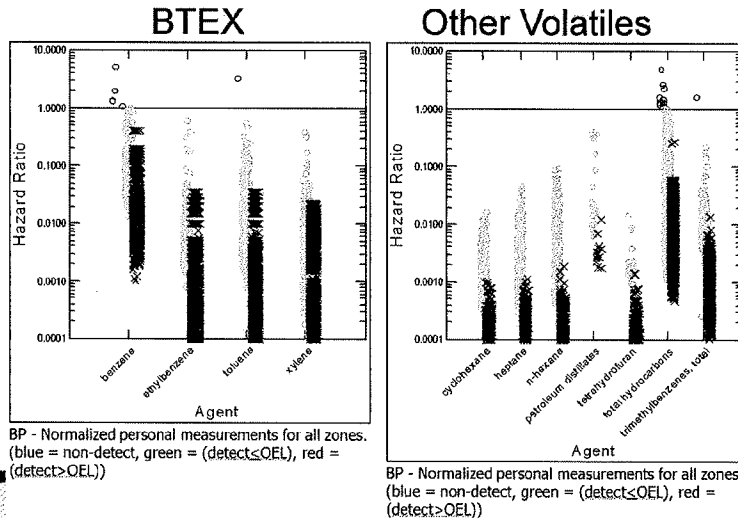 BTEX
10.0000
1.0000
0.1000
0.0100
0.0010
0.0001
Hazard Ratio
benzene
ethylbenzene
toluene
xylene
Agent
BP - Normalized personal measurements for all zones.
(blue = non-detect, green = (detect≤OEL), red =
(detect>OEL))
Other Volatiles
10.0000
1.0000
0.1000
0.0100
0.0010
0.0001
Hazard Ratio
cyclohexane
heptane
n-hexane
petroleum distillates
tetrahydrofuran
total hydrocarbons
trimethylbenzenes, total
Agent
BP - Normalized personal measurements for all zones
(blue = non-detect, green = (detect≤OEL), red =
(detect>OEL))